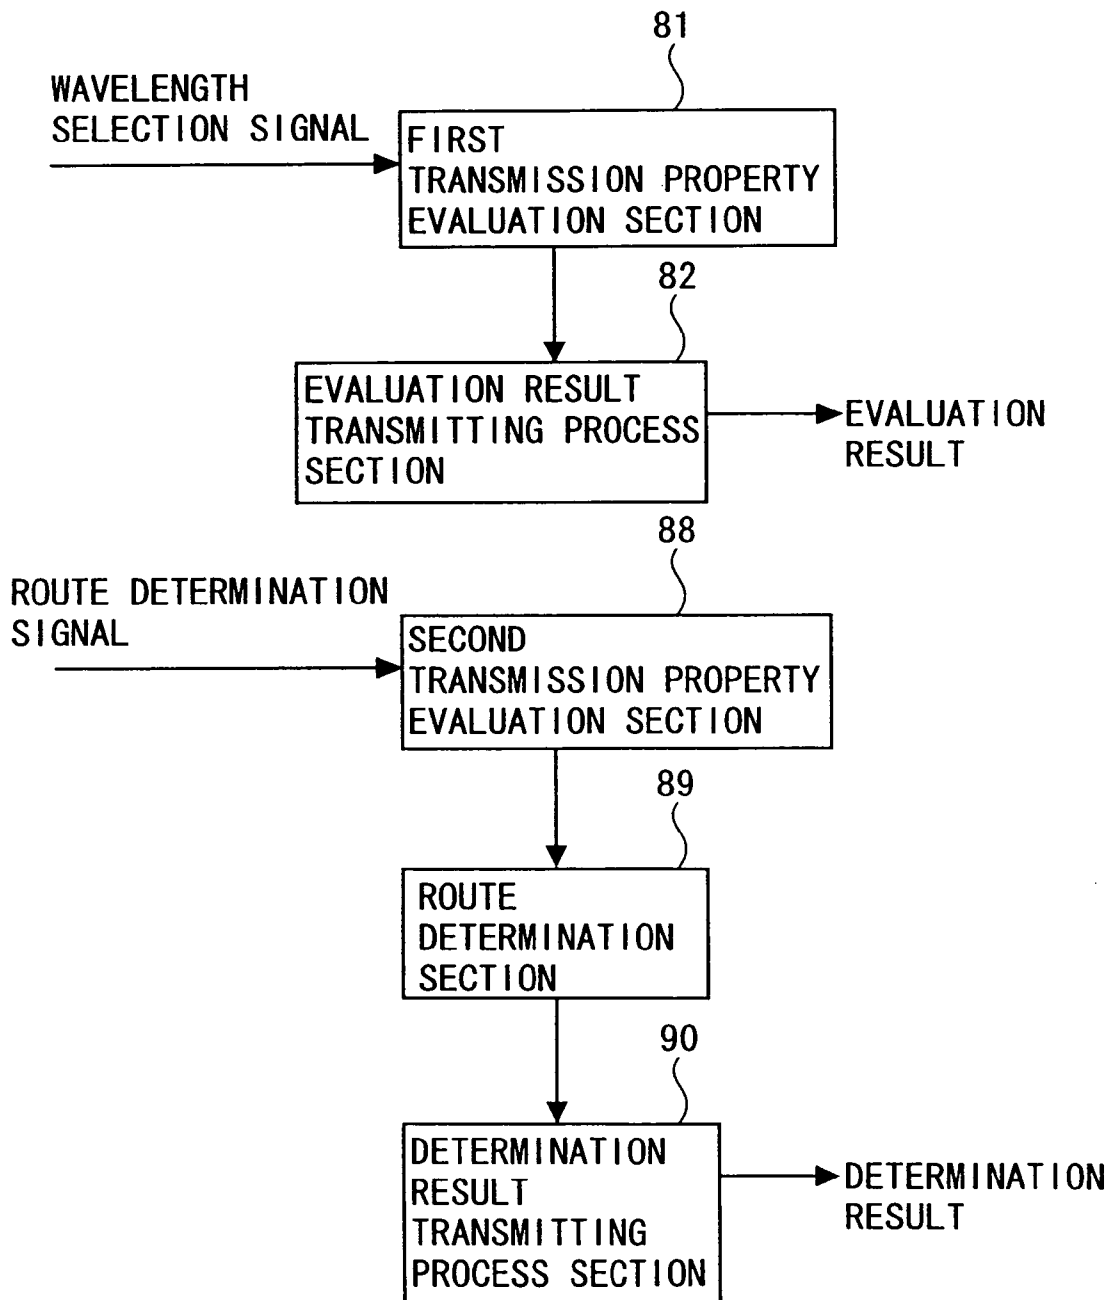 81
WAVELENGTH
SELECTION SIGNAL
FIRST
TRANSMISSION PROPERTY
EVALUATION SECTION
82
EVALUATION RESULT
TRANSMITTING PROCESS
SECTION
EVALUATION
RESULT
88
ROUTE DETERMINATION
SIGNAL
SECOND
TRANSMISSION PROPERTY
EVALUATION SECTION
89
ROUTE
DETERMINATION
SECTION
90
DETERMINATION
RESULT
TRANSMITTING
PROCESS SECTION
DETERMINATION
RESULT